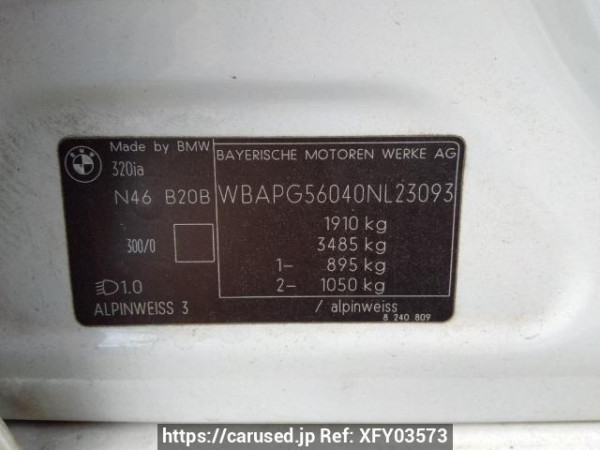 Made by BMW
320ia
BAYERISCHE MOTOREN WERKE AG
N46 B20B
WBAPG56040NL23093
1910 kg
3485 kg
300/0
1- 895 kg
2- 1050 kg
1.0
ALPINWEISS 3
/ alpinweiss
8 240 809
https://carused.jp Ref: XFY03573